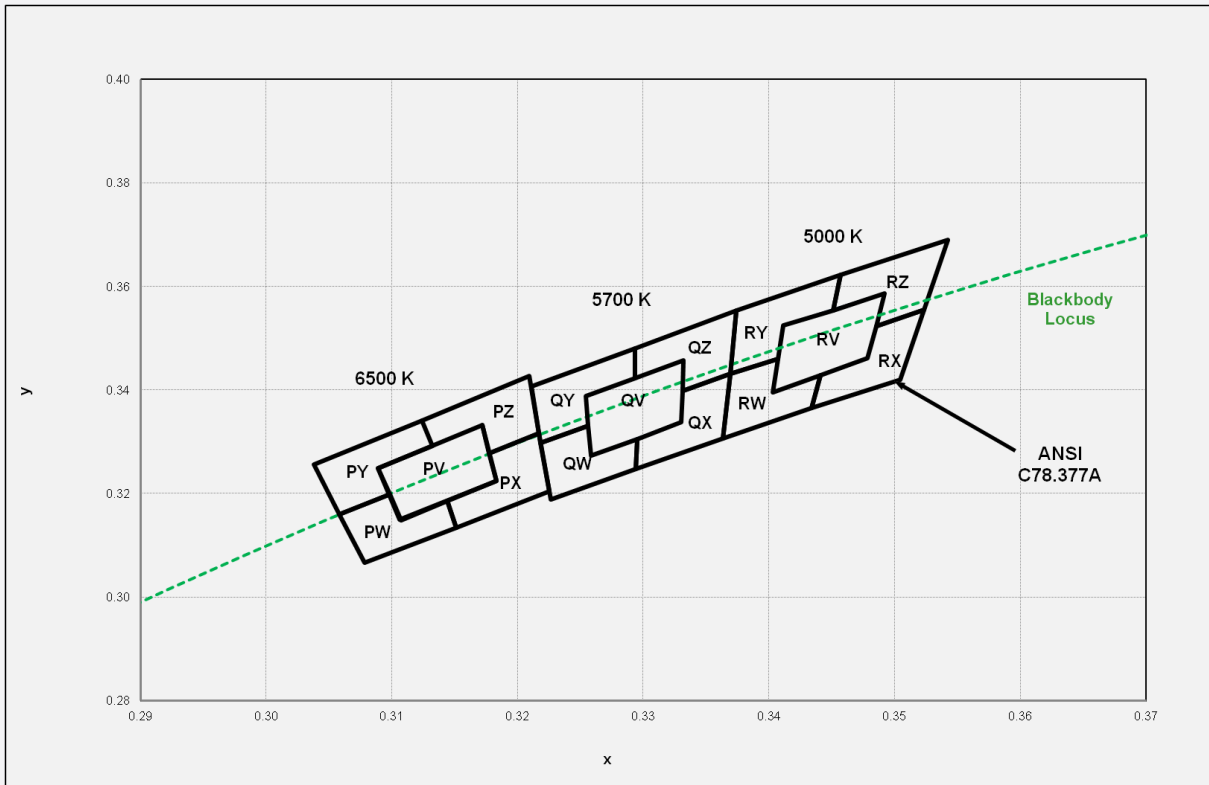 0.40
0.38
5000 K
RZ
0.36
5700 K
Blackbody
Locus
RY
RV
QZ
RX
6500 K
0.34
y
QY
QV
RW
PZ
QX
QW
ANSI
C78.377A
PY
PV
PX
0.32
PW
0.30
0.28
0.29
0.30
0.31
0.32
0.33
0.34
0.35
0.36
0.37
x